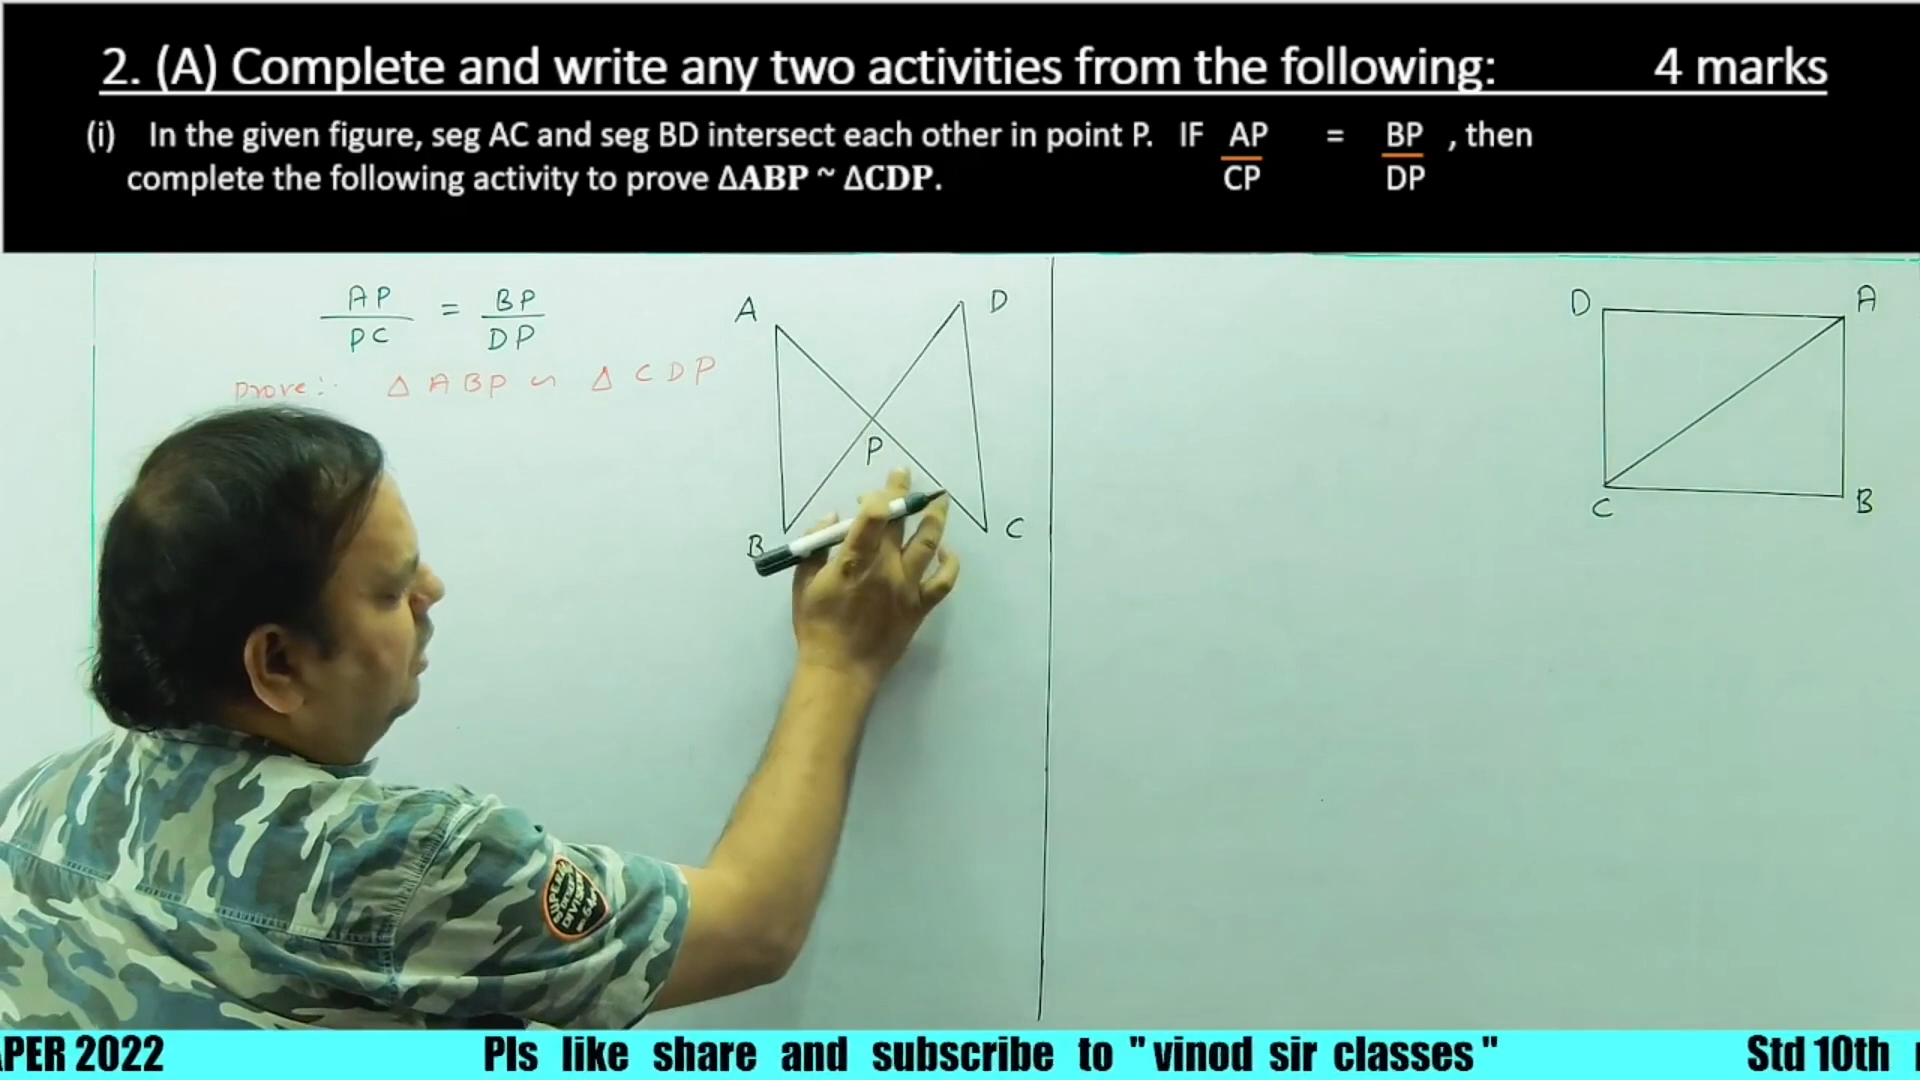 2. (A) Complete and write any two activities from the following: 4 marks
(i) In the given figure, seg AC and seg BD intersect each other in point P. IF AP = BP , then
CP DP
complete the following activity to prove ΔABP ~ ΔCDP.
AP = BP
PC DP
Prove:- Δ ABP ~ Δ CDP
A
D
P
B
C
D
A
C
B
SUPER
DIVISION
APER 2022 Pls like share and subscribe to "vinod sir classes" Std 10th